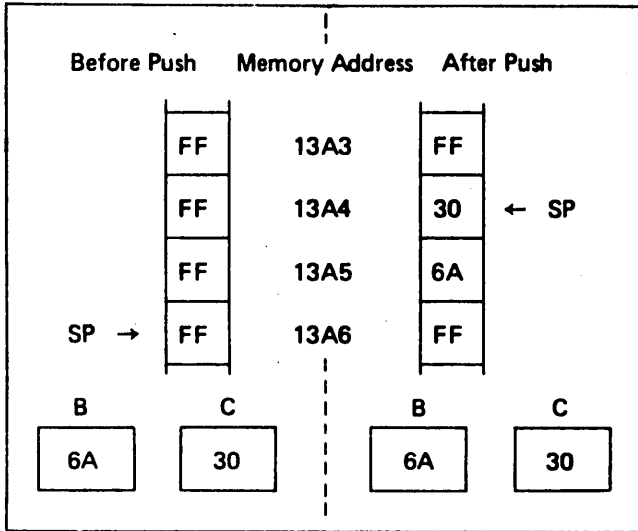 Before Push Memory Address After Push
FF 13A3 FF
FF 13A4 30 ← SP
FF 13A5 6A
SP → FF 13A6 FF
B C B C
6A 30 6A 30